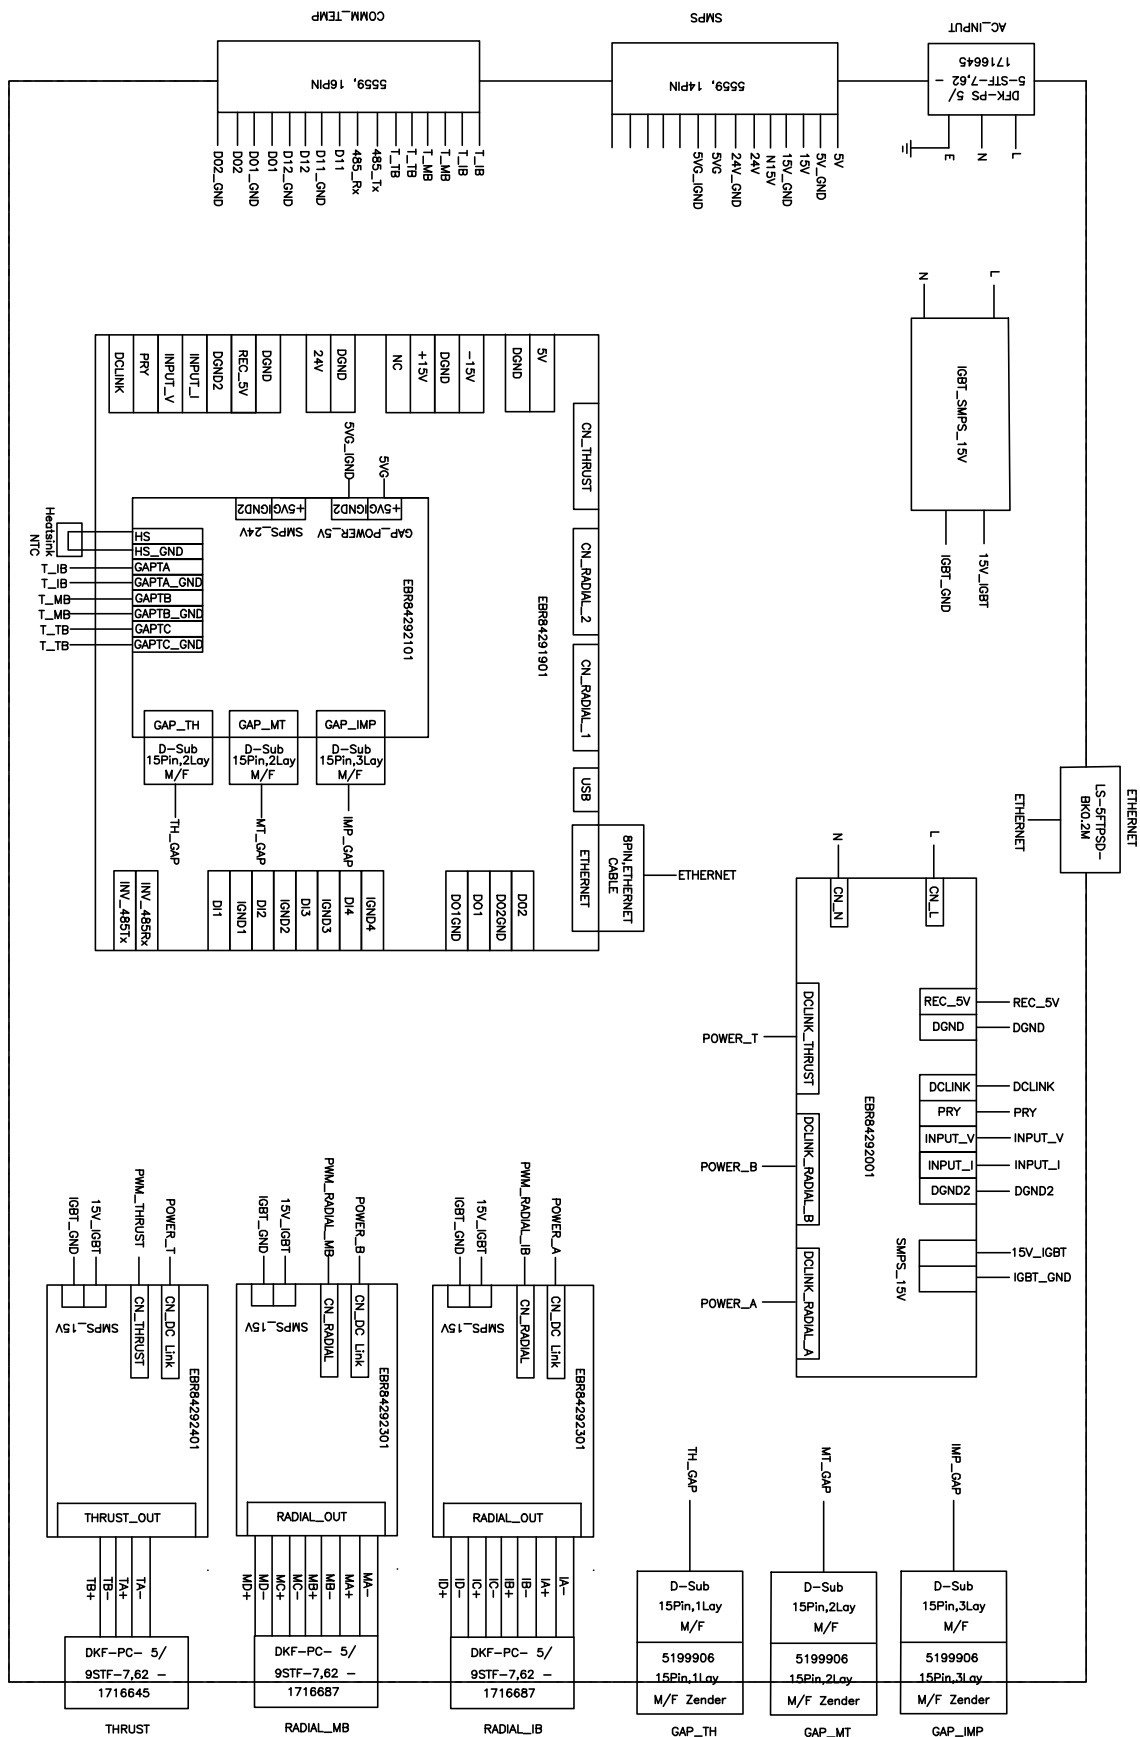 COMM_TEMP
5559, 16PIN
D02_GND
D02
D01_GND
D01
D12_GND
D12
D11_GND
D11
485_Rx
485_Tx
T_TB
T_TB
T_MB
T_MB
T_IB
T_IB
SMPS
5559, 14PIN
5VG_IGND
5VG
24V_GND
24V
N15V
15V_GND
15V
5V_GND
5V
AC_INPUT
DFK-PS 5/
5-STF-7,62 -
1716645
E
N
L
N
L
IGBT_SMPS_15V
IGBT_GND
15V_IGBT
DCLINK
PRY
INPUT_V
INPUT_I
DGND2
REC_5V
DGND
24V
DGND
NC
+15V
DGND
-15V
DGND
5V
CN_THRUST
CN_RADIAL_2
CN_RADIAL_1
USB
ETHERNET
8PIN,ETHERNET
CABLE
ETHERNET
EBR84291901
5VG_IGND
5VG
IGND2
+5VG
SMPS_24V
IGND2
+5VG
GAP_POWER_5V
EBR84292101
Heatsink
NTC
HS
HS_GND
T_IB
GAPTA
T_IB
GAPTA_GND
T_MB
GAPTB
T_MB
GAPTB_GND
T_TB
GAPTC
T_TB
GAPTC_GND
GAP_TH
D-Sub
15Pin,2Lay
M/F
TH_GAP
GAP_MT
D-Sub
15Pin,2Lay
M/F
MT_GAP
GAP_IMP
D-Sub
15Pin,3Lay
M/F
IMP_GAP
INV_485Tx
INV_485Rx
DI1
IGND1
DI2
IGND2
DI3
IGND3
DI4
IGND4
DO1GND
DO1
DO2GND
DO2
ETHERNET
LS-5FTPSD-
BK0.2M
ETHERNET
N
L
CN_N
CN_L
REC_5V
REC_5V
DGND
DGND
DCLINK
DCLINK
PRY
PRY
INPUT_V
INPUT_V
INPUT_I
INPUT_I
DGND2
DGND2
SMPS_15V
15V_IGBT
IGBT_GND
EBR84292001
POWER_T
DCLINK_THRUST
POWER_B
DCLINK_RADIAL_B
POWER_A
DCLINK_RADIAL_A
IGBT_GND
15V_IGBT
PWM_THRUST
POWER_T
SMPS_15V
CN_THRUST
CN_DC Link
EBR84292401
THRUST_OUT
TB+
TB-
TA+
TA-
DKF-PC- 5/
9STF-7,62 -
1716645
THRUST
IGBT_GND
15V_IGBT
PWM_RADIAL_MB
POWER_B
SMPS_15V
CN_RADIAL
CN_DC Link
EBR84292301
RADIAL_OUT
MD+
MD-
MC+
MC-
MB+
MB-
MA+
MA-
DKF-PC- 5/
9STF-7,62 -
1716687
RADIAL_MB
IGBT_GND
15V_IGBT
PWM_RADIAL_IB
POWER_A
SMPS_15V
CN_RADIAL
CN_DC Link
EBR84292301
RADIAL_OUT
ID+
ID-
IC+
IC-
IB+
IB-
IA+
IA-
DKF-PC- 5/
9STF-7,62 -
1716687
RADIAL_IB
TH_GAP
D-Sub
15Pin,1Lay
M/F
5199906
15Pin,1Lay
M/F Zender
GAP_TH
MT_GAP
D-Sub
15Pin,2Lay
M/F
5199906
15Pin,2Lay
M/F Zender
GAP_MT
IMP_GAP
D-Sub
15Pin,3Lay
M/F
5199906
15Pin,3Lay
M/F Zender
GAP_IMP